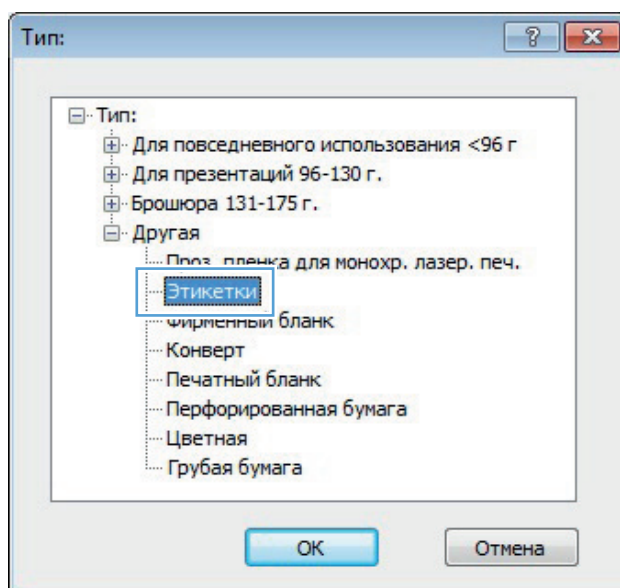 Тип:
Тип:
Для повседневного использования <96 г
Для презентаций 96-130 г.
Брошюра 131-175 г.
Другая
Проз. пленка для монохр. лазер. печ.
Этикетки
Фирменный бланк
Конверт
Печатный бланк
Перфорированная бумага
Цветная
Грубая бумага
OK
Отмена